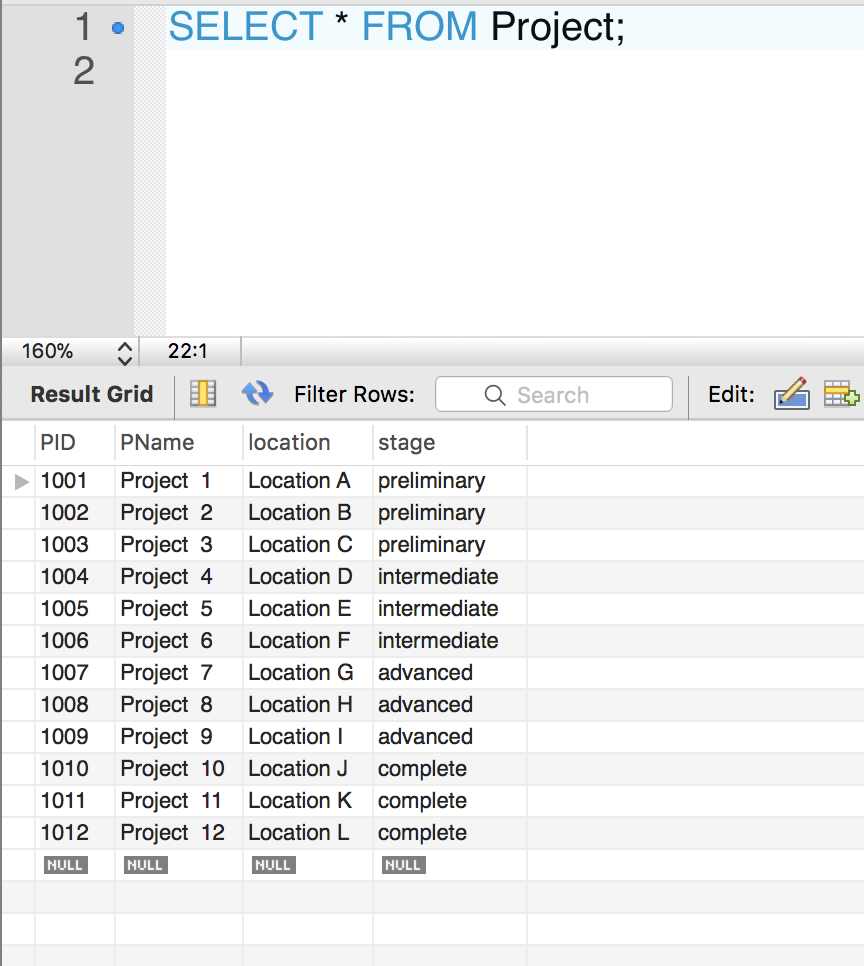 1 SELECT * FROM Project;
2
160% 22:1
Result Grid Filter Rows: Search Edit:
PID PName location stage
1001 Project 1 Location A preliminary
1002 Project 2 Location B preliminary
1003 Project 3 Location C preliminary
1004 Project 4 Location D intermediate
1005 Project 5 Location E intermediate
1006 Project 6 Location F intermediate
1007 Project 7 Location G advanced
1008 Project 8 Location H advanced
1009 Project 9 Location I advanced
1010 Project 10 Location J complete
1011 Project 11 Location K complete
1012 Project 12 Location L complete
NULL NULL NULL NULL